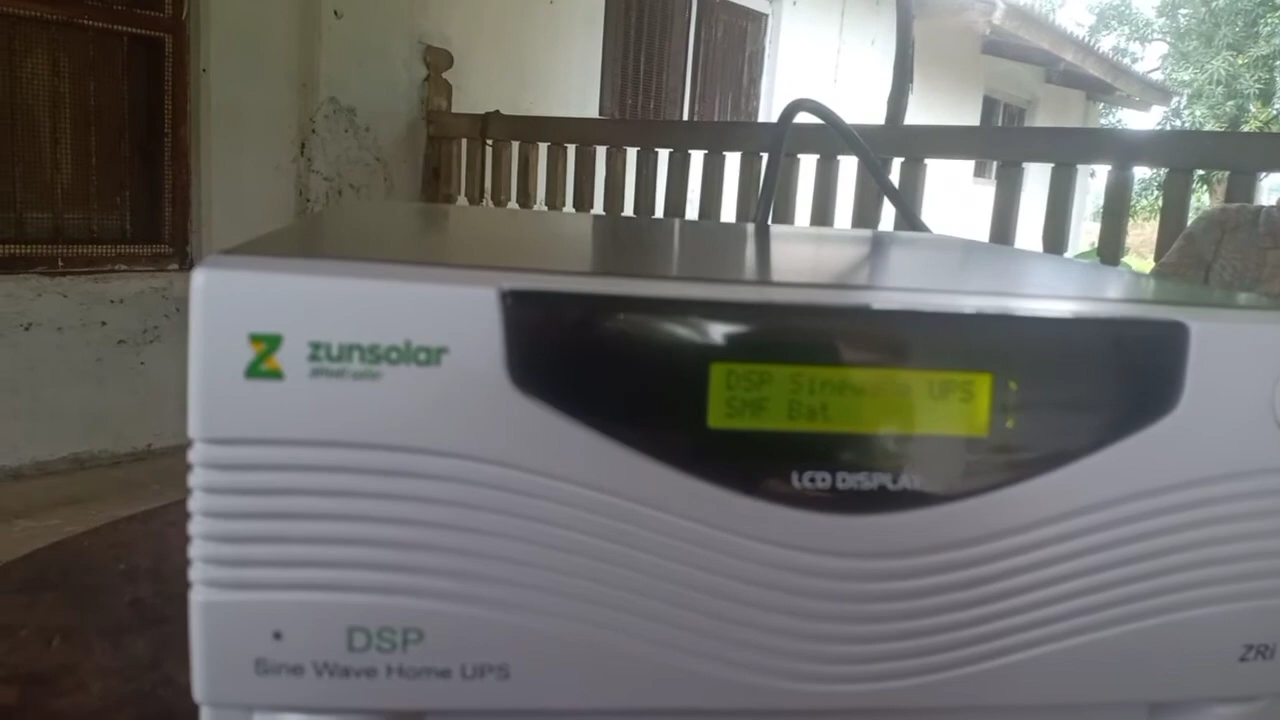 zunsolar
DSP Sinewave UPS
SMF Bat
LCD DISPLAY
DSP
Sine Wave Home UPS
ZRi